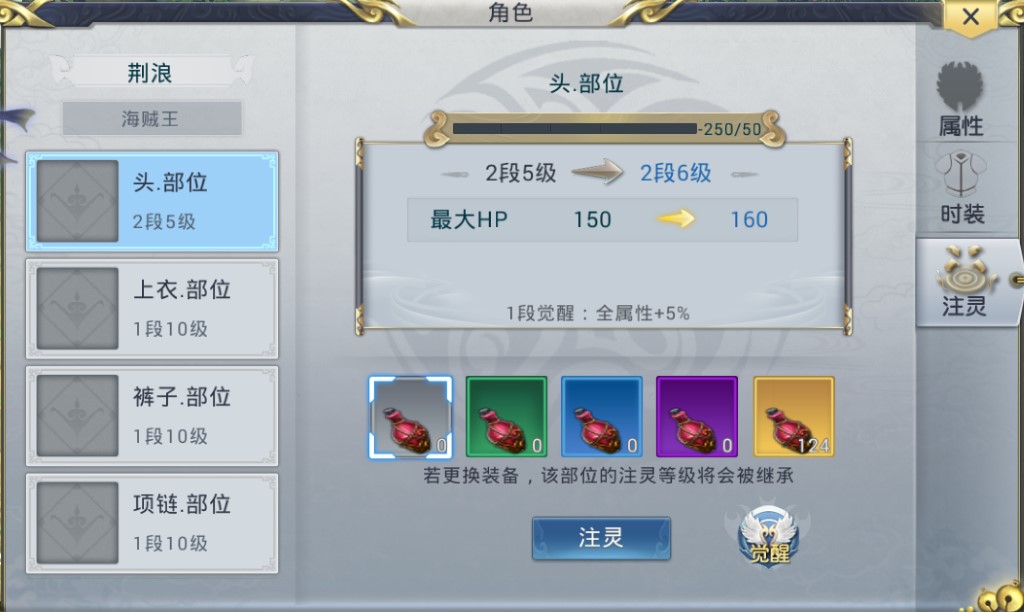 角色
荆浪
海贼王
头.部位
2段5级
上衣.部位
1段10级
裤子.部位
1段10级
项链.部位
1段10级
头.部位
-250/50
2段5级 2段6级
最大HP 150 160
1段觉醒：全属性+5%
0 0 0 0 124
若更换装备，该部位的注灵等级将会被继承
注灵
觉醒
属性
时装
注灵